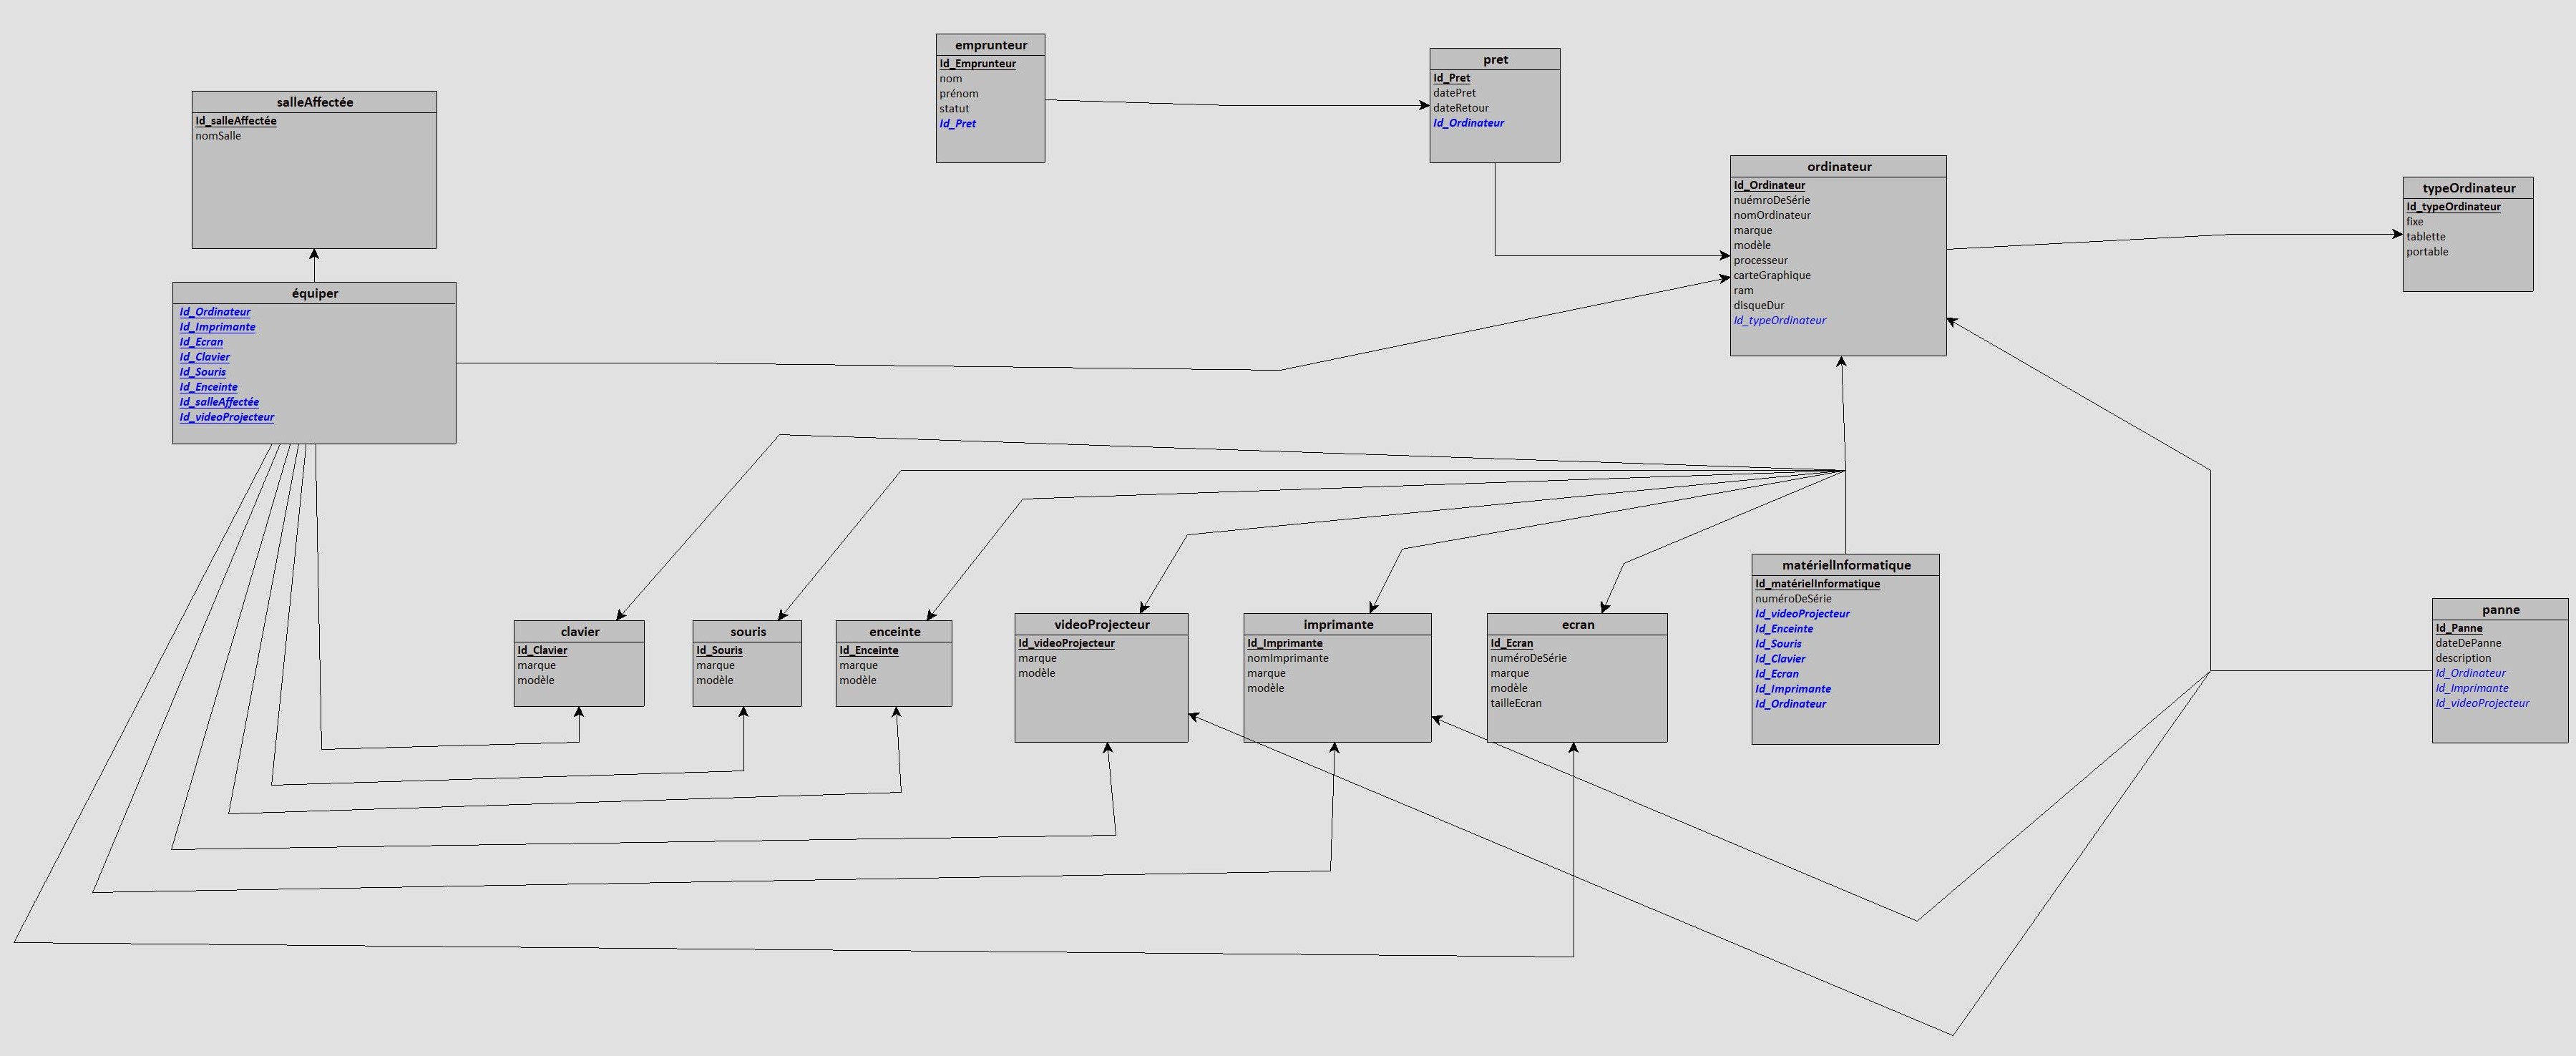 emprunteur
Id_Emprunteur
nom
prénom
statut
Id_Pret
pret
Id_Pret
datePret
dateRetour
Id_Ordinateur
salleAffectée
Id_salleAffectée
nomSalle
ordinateur
Id_Ordinateur
nuémroDeSérie
nomOrdinateur
marque
modèle
processeur
carteGraphique
ram
disqueDur
Id_typeOrdinateur
typeOrdinateur
Id_typeOrdinateur
fixe
tablette
portable
équiper
Id_Ordinateur
Id_Imprimante
Id_Ecran
Id_Clavier
Id_Souris
Id_Enceinte
Id_salleAffectée
Id_videoProjecteur
clavier
Id_Clavier
marque
modèle
souris
Id_Souris
marque
modèle
enceinte
Id_Enceinte
marque
modèle
videoProjecteur
Id_videoProjecteur
marque
modèle
imprimante
Id_Imprimante
nomImprimante
marque
modèle
ecran
Id_Ecran
numéroDeSérie
marque
modèle
tailleEcran
matérielInformatique
Id_matérielInformatique
numéroDeSérie
Id_videoProjecteur
Id_Enceinte
Id_Souris
Id_Clavier
Id_Ecran
Id_Imprimante
Id_Ordinateur
panne
Id_Panne
dateDePanne
description
Id_Ordinateur
Id_Imprimante
Id_videoProjecteur